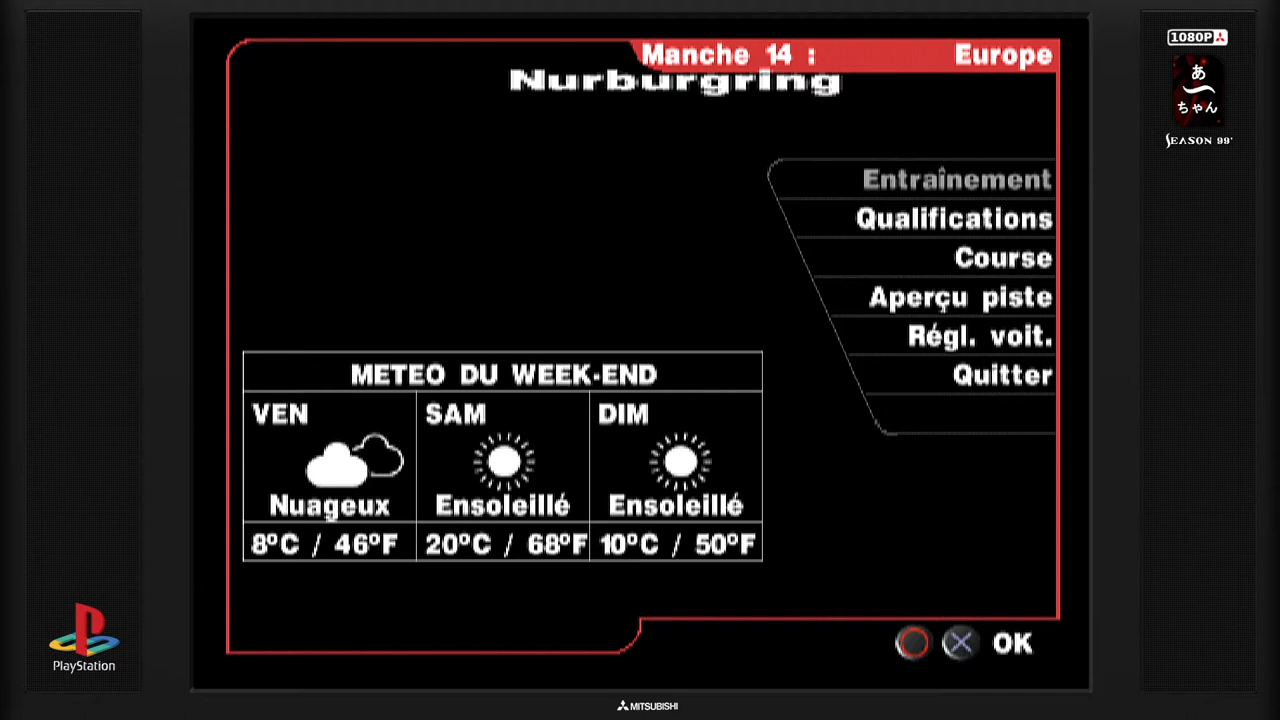 Manche 14 : Europe
Nurburgring
1080P
あ
ー
ちゃん
SEASON 99'
Entraînement
Qualifications
Course
Aperçu piste
Régl. voit.
Quitter
METEO DU WEEK-END
VEN SAM DIM
Nuageux Ensoleillé Ensoleillé
8°C / 46°F 20°C / 68°F 10°C / 50°F
OK
PlayStation
MITSUBISHI